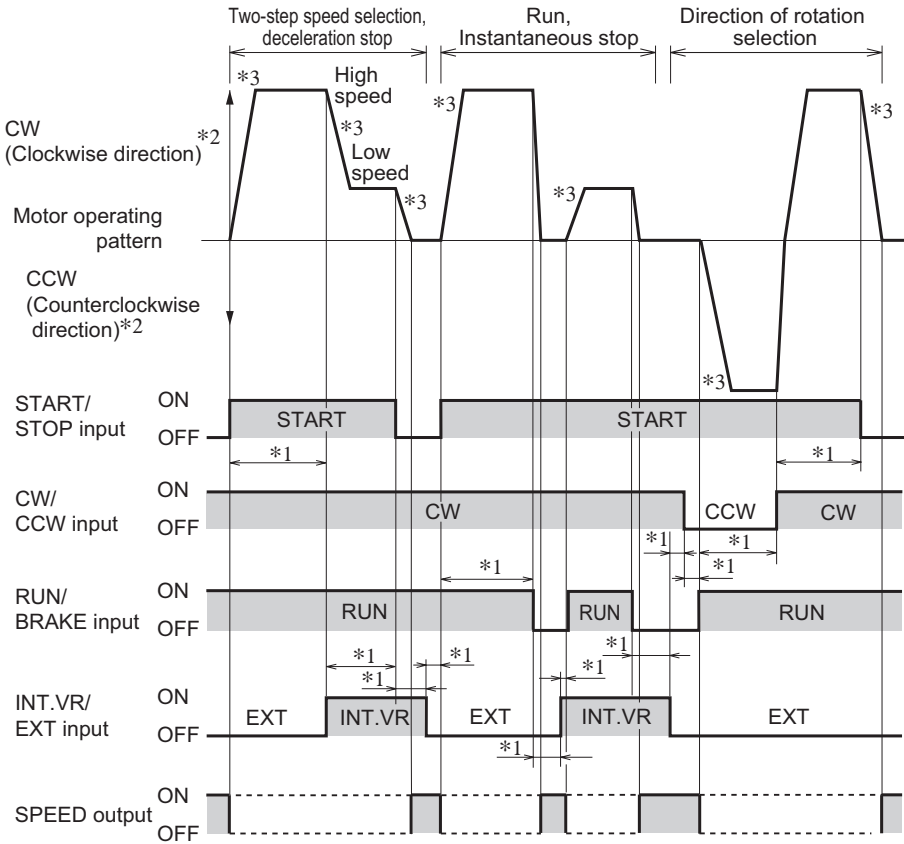 Two-step speed selection,
deceleration stop
Run,
Instantaneous stop
Direction of rotation
selection
*3
High
speed
*3
*3
CW
(Clockwise direction)*2
*3
Low
speed
*3
*3
Motor operating
pattern
CCW
(Counterclockwise
direction)*2
*3
START/
STOP input
ON
OFF
START
START
*1
*1
CW/
CCW input
ON
OFF
CW
CCW
CW
*1
*1
*1
*1
RUN/
BRAKE input
ON
OFF
RUN
RUN
RUN
*1
*1
*1
*1
*1
INT.VR/
EXT input
ON
OFF
EXT
INT.VR
EXT
INT.VR
EXT
*1
SPEED output
ON
OFF